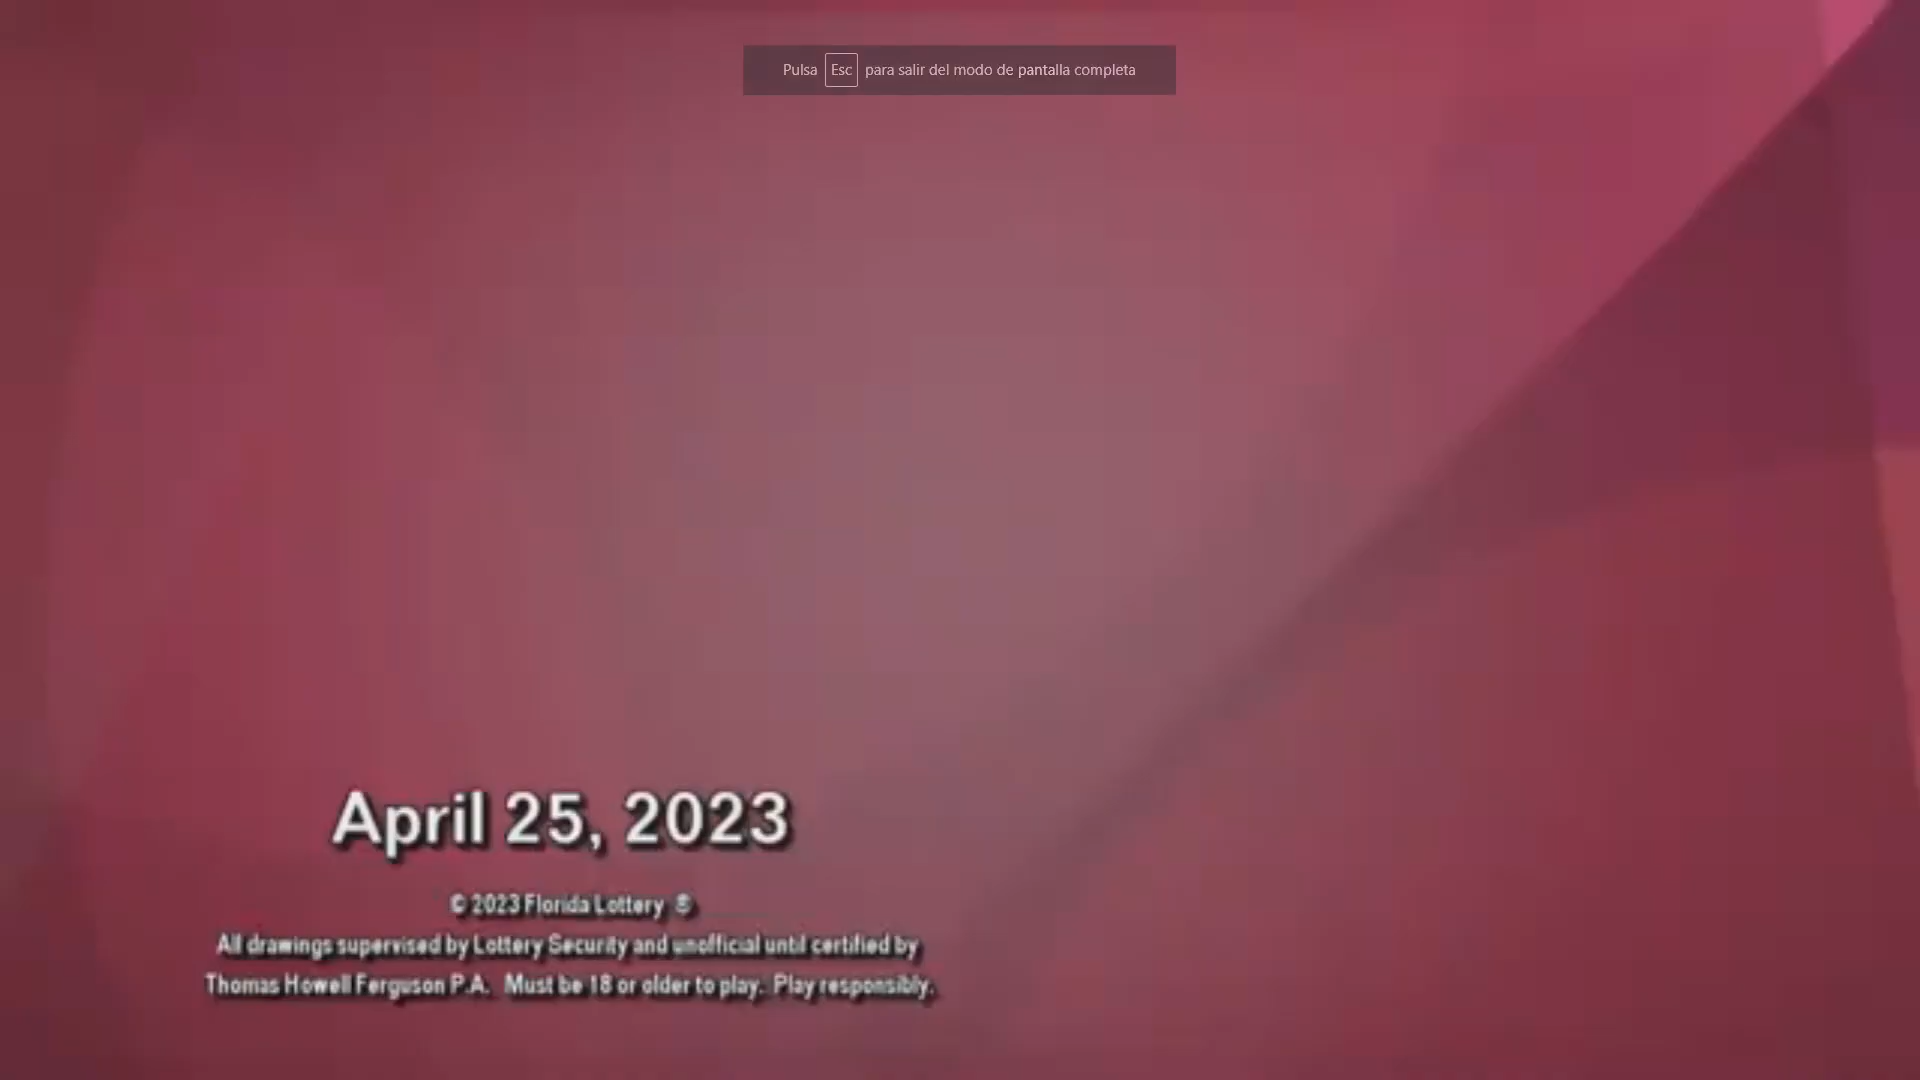 Pulsa Esc para salir del modo de pantalla completa
April 25, 2023
© 2023 Florida Lottery ®
All drawings supervised by Lottery Security and unofficial until certified by
Thomas Howell Ferguson P.A. Must be 18 or older to play. Play responsibly.